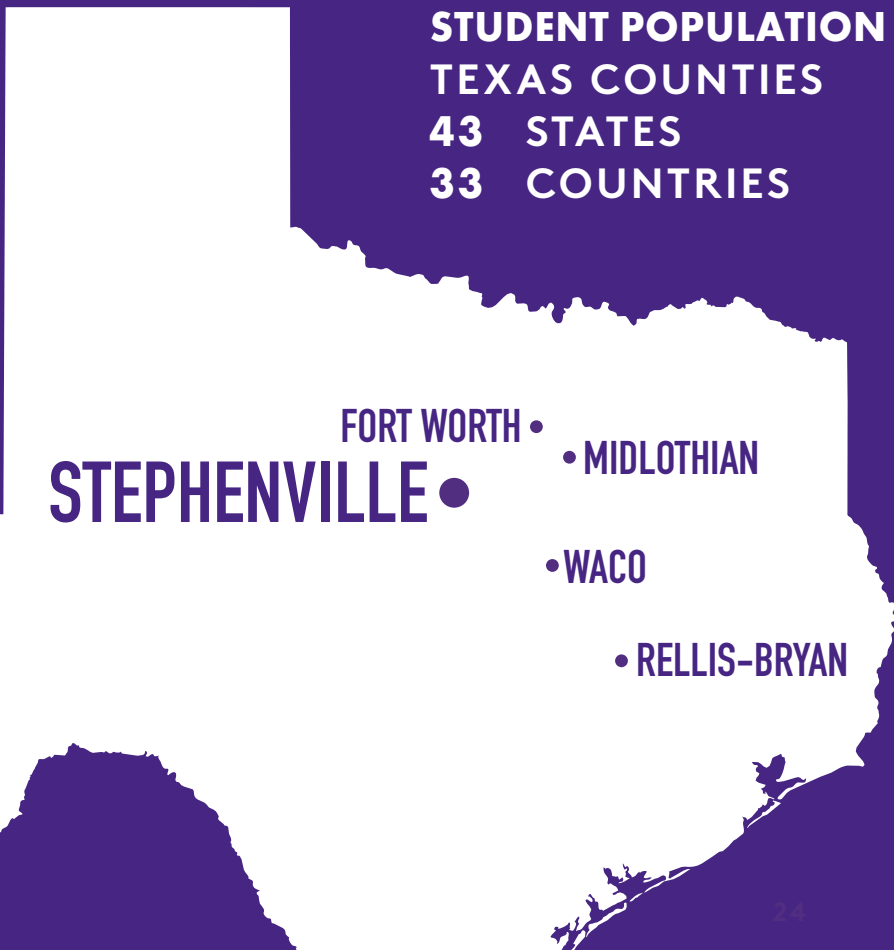 STUDENT POPULATION
TEXAS COUNTIES
43 STATES
33 COUNTRIES
FORT WORTH
MIDLOTHIAN
STEPHENVILLE
WACO
RELLIS-BRYAN
24